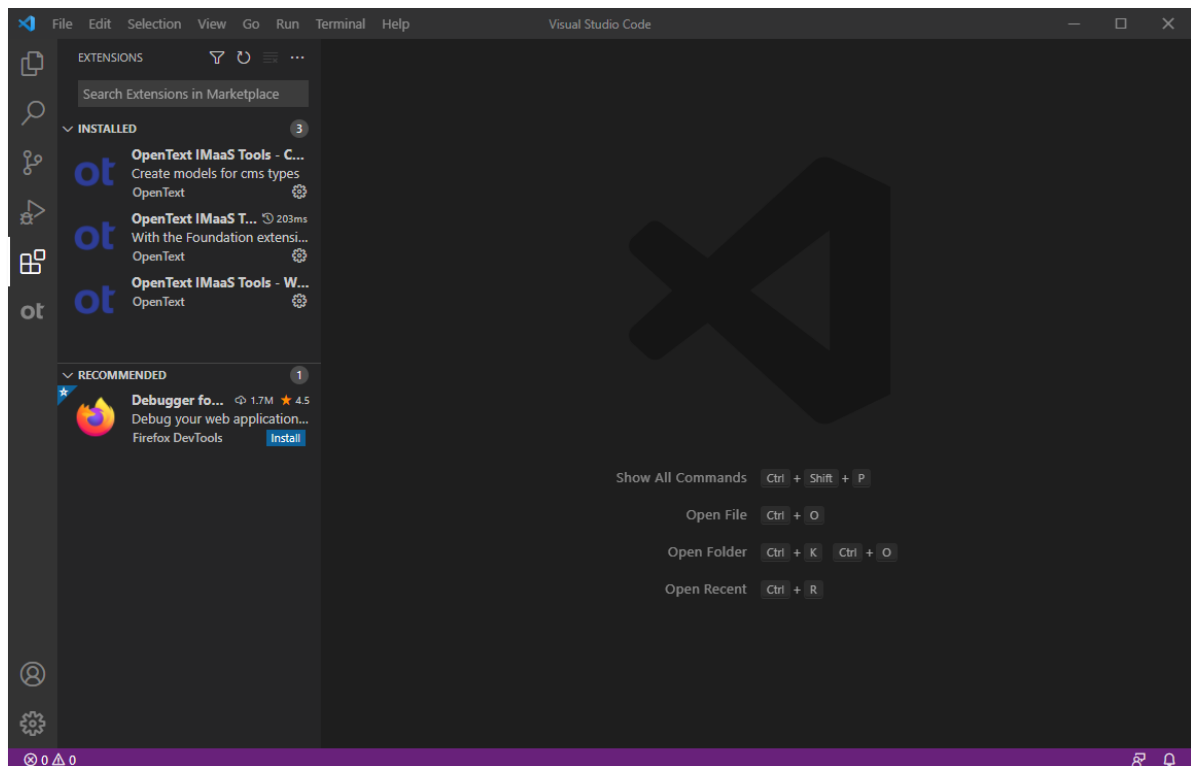 File Edit Selection View Go Run Terminal Help Visual Studio Code
EXTENSIONS
Search Extensions in Marketplace
INSTALLED 3
ot
OpenText IMaaS Tools - C...
Create models for cms types
OpenText
ot
OpenText IMaaS T... 203ms
With the Foundation extensi...
OpenText
ot
OpenText IMaaS Tools - W...
OpenText
ot
RECOMMENDED 1
Debugger fo... 1.7M ★ 4.5
Debug your web application...
Firefox DevTools Install
Show All Commands Ctrl + Shift + P
Open File Ctrl + O
Open Folder Ctrl + K Ctrl + O
Open Recent Ctrl + R
0 0